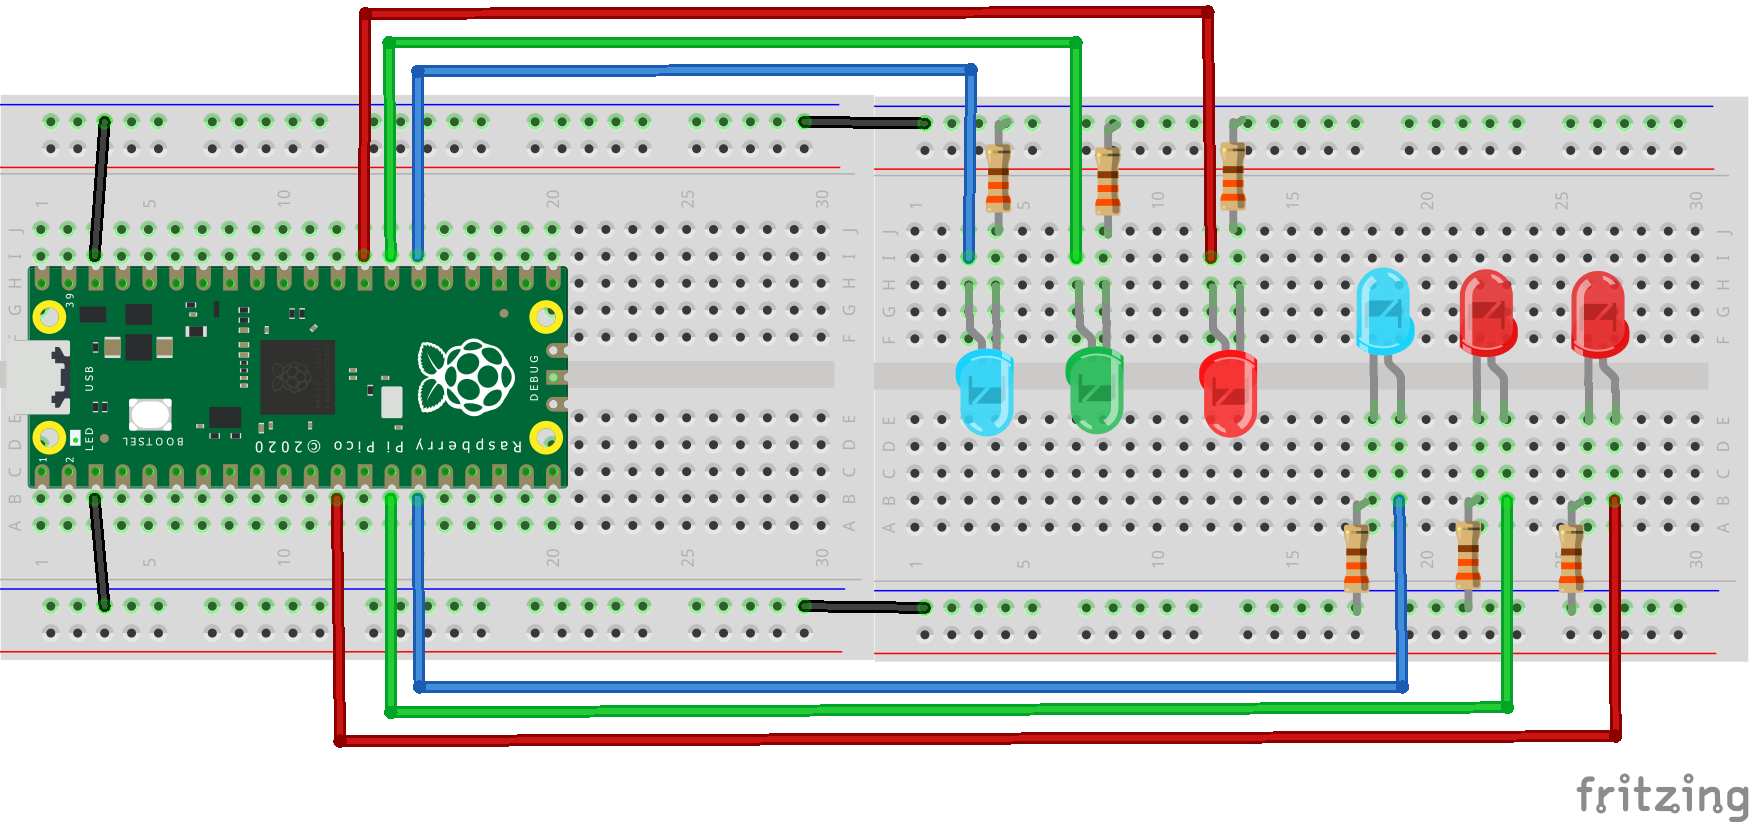 1 5 10 15 20 25 30
1 5 10 15 20 25 30
J J J J
I I I I
H H H H
G G G G
F F F F
39
USB
DEBUG
BOOTSEL
LED
1 2
Raspberry Pi Pico ©2020
E E E E
D D D D
C C C C
B B B B
A A A A
1 5 10 15 20 25 30
1 5 10 15 20 25 30
fritzing